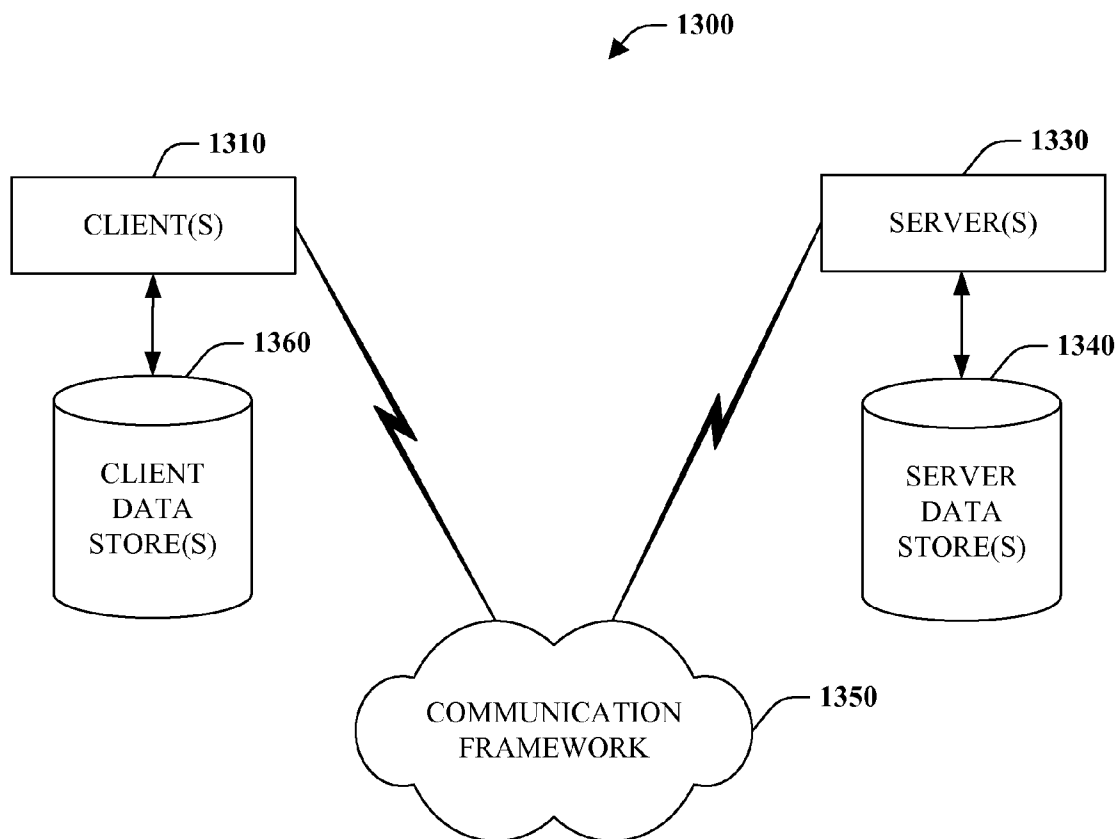 1300
1310
1330
CLIENT(S)
SERVER(S)
1360
1340
CLIENT
DATA
STORE(S)
SERVER
DATA
STORE(S)
1350
COMMUNICATION
FRAMEWORK